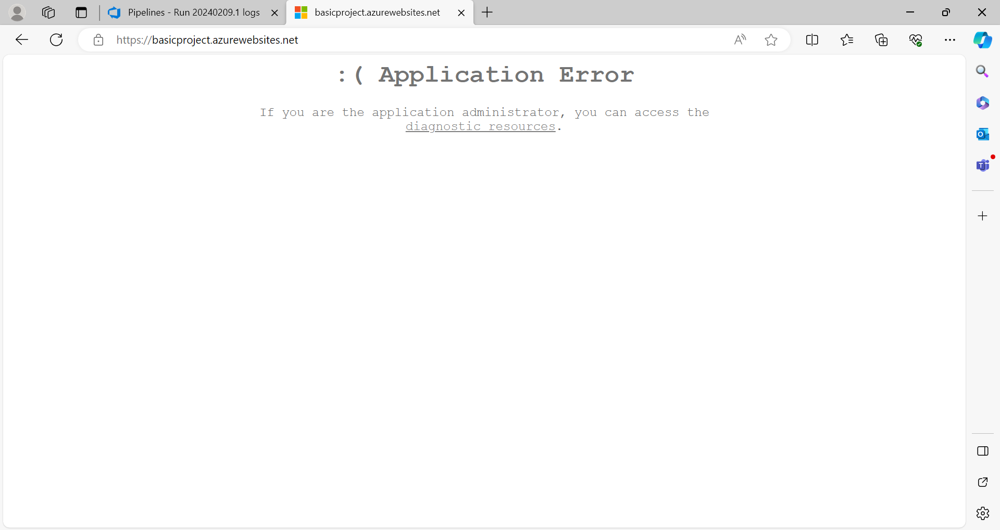 Pipelines - Run 20240209.1 logs
basicproject.azurewebsites.net
https://basicproject.azurewebsites.net
:( Application Error
If you are the application administrator, you can access the
diagnostic resources.